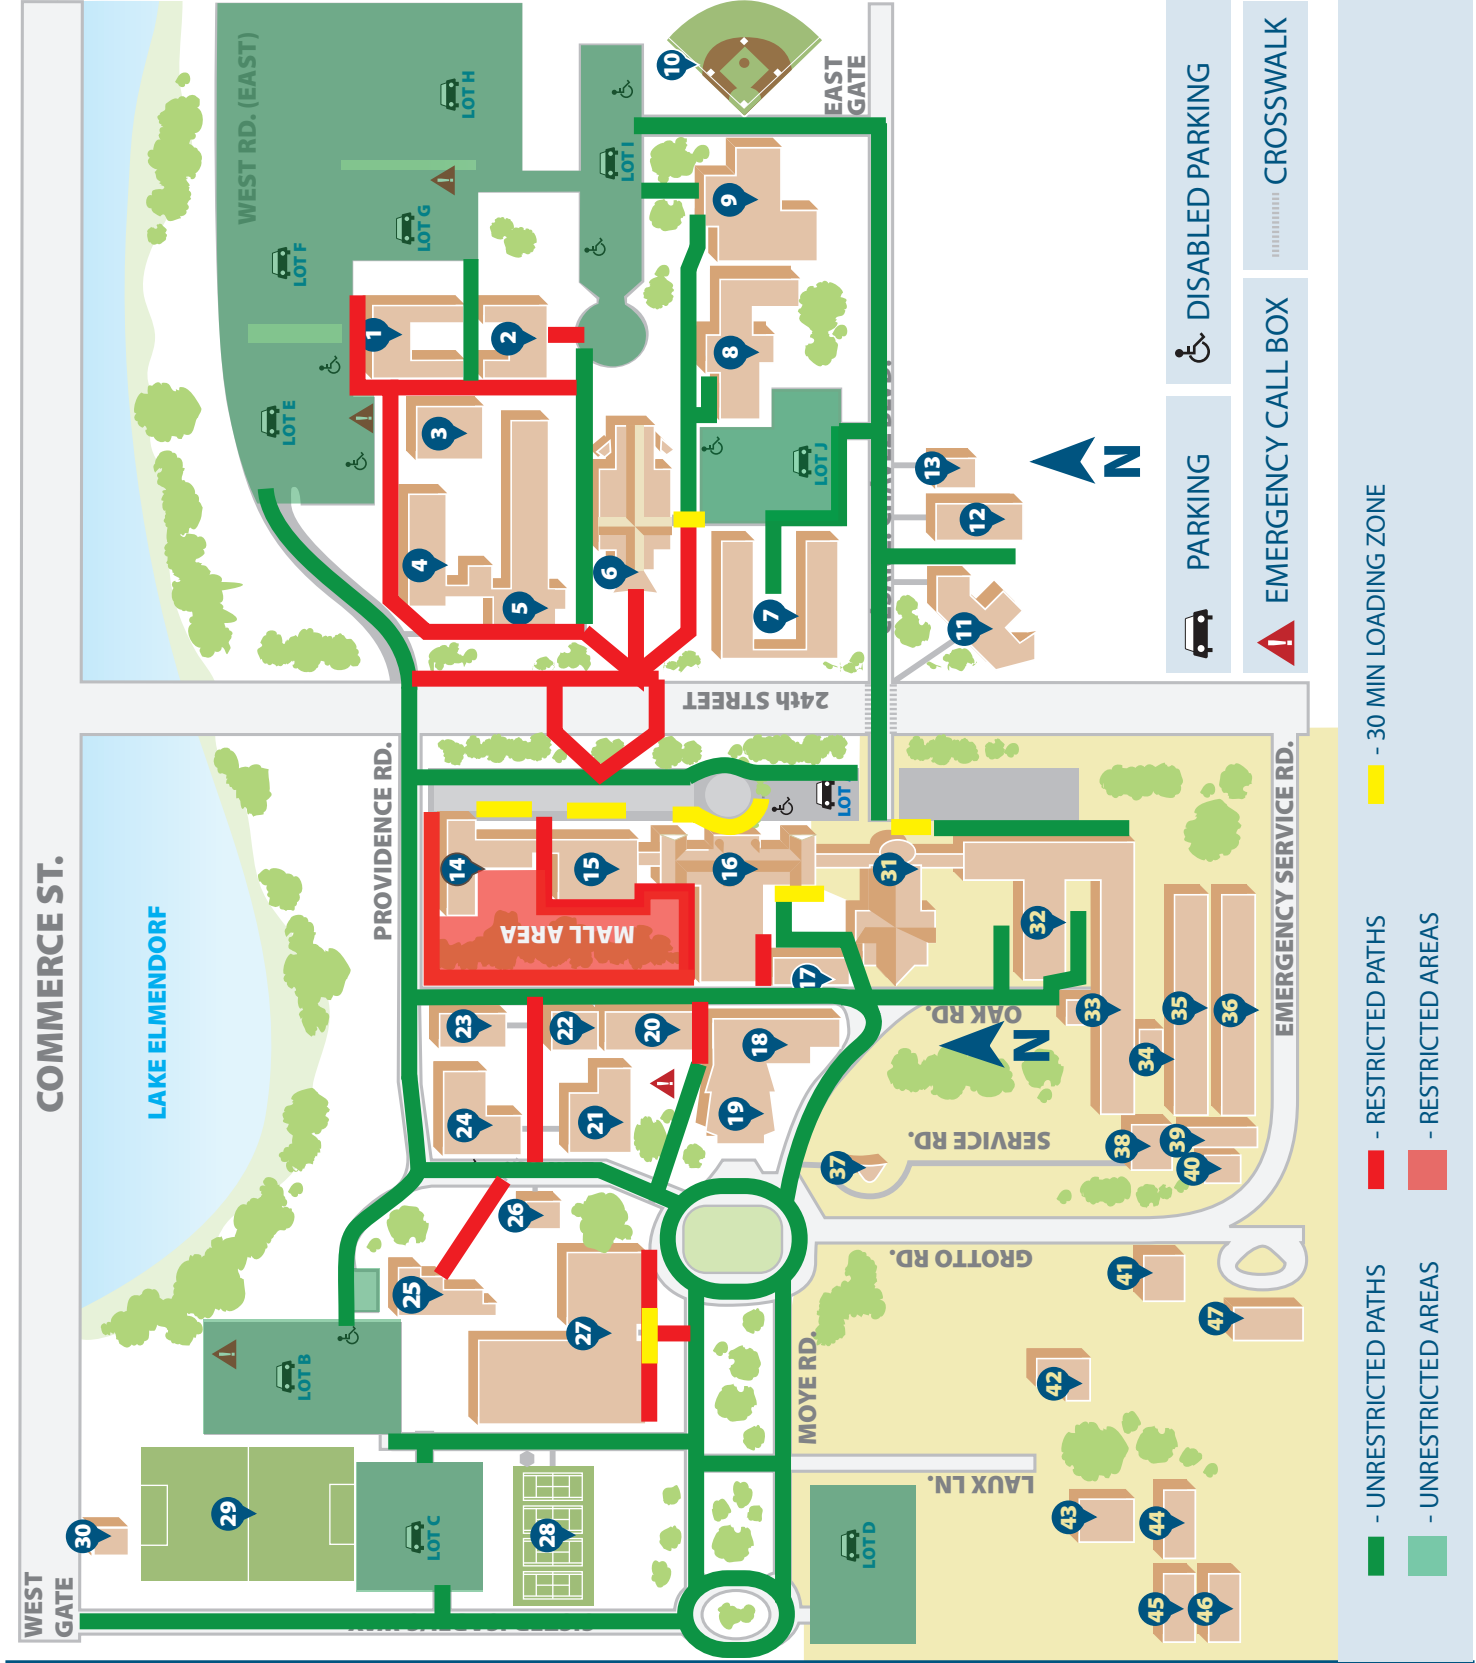 COMMERCE ST.
WEST
GATE
LAKE ELMENDORF
WEST RD. (EAST)
PROVIDENCE RD.
24th STREET
EAST
GATE
MALL AREA
OAK RD.
SERVICE RD.
EMERGENCY SERVICE RD.
GROTTO RD.
MOYE RD.
LAUX LN.
LOT B
LOT C
LOT D
LOT E
LOT F
LOT G
LOT H
LOT I
LOT J
LOT
1
2
3
4
5
6
7
8
9
10
11
12
13
14
15
16
17
18
19
20
21
22
23
24
25
26
27
28
29
30
31
32
33
34
35
36
37
38
39
40
41
42
43
44
45
46
47
N
N
PARKING
DISABLED PARKING
EMERGENCY CALL BOX
CROSSWALK
- UNRESTRICTED PATHS
- RESTRICTED PATHS
- 30 MIN LOADING ZONE
- UNRESTRICTED AREAS
- RESTRICTED AREAS